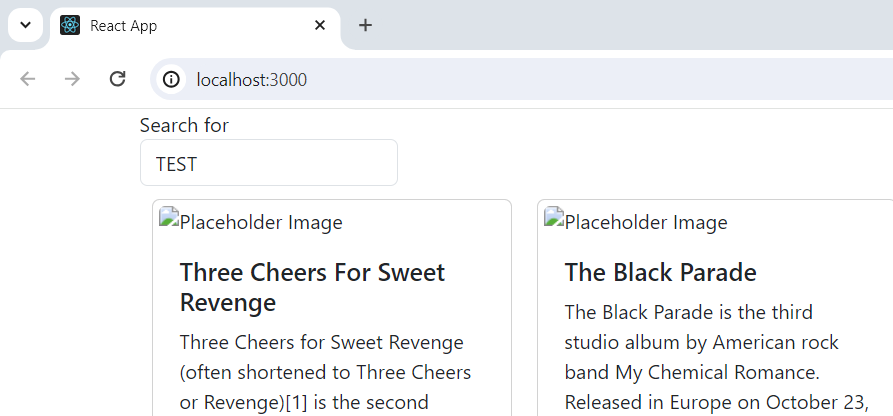 React App
localhost:3000
Search for
TEST
Placeholder Image
Three Cheers For Sweet
Revenge
Three Cheers for Sweet Revenge
(often shortened to Three Cheers
or Revenge)[1] is the second
Placeholder Image
The Black Parade
The Black Parade is the third
studio album by American rock
band My Chemical Romance.
Released in Europe on October 23,